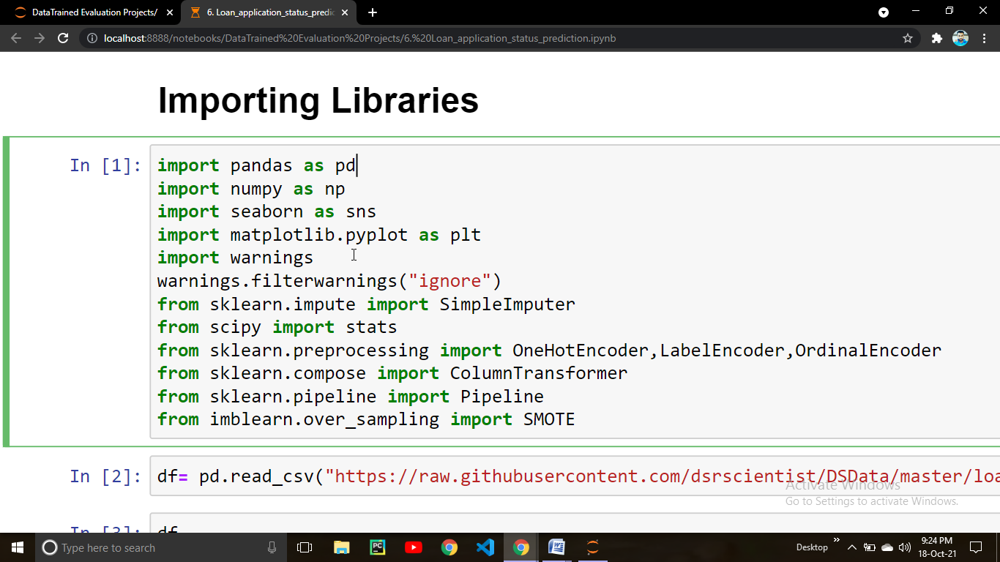 DataTrained Evaluation Projects/
6. Loan_application_status_predic
localhost:8888/notebooks/DataTrained%20Evaluation%20Projects/6.%20Loan_application_status_prediction.ipynb
Importing Libraries
In [1]:
import pandas as pd
import numpy as np
import seaborn as sns
import matplotlib.pyplot as plt
import warnings
warnings.filterwarnings("ignore")
from sklearn.impute import SimpleImputer
from scipy import stats
from sklearn.preprocessing import OneHotEncoder,LabelEncoder,OrdinalEncoder
from sklearn.compose import ColumnTransformer
from sklearn.pipeline import Pipeline
from imblearn.over_sampling import SMOTE
In [2]: df= pd.read_csv("https://raw.githubusercontent.com/dsrscientist/DSData/master/loa
Activate Windows
Go to Settings to activate Windows.
In [3]: df
Type here to search
Desktop
9:24 PM
18-Oct-21